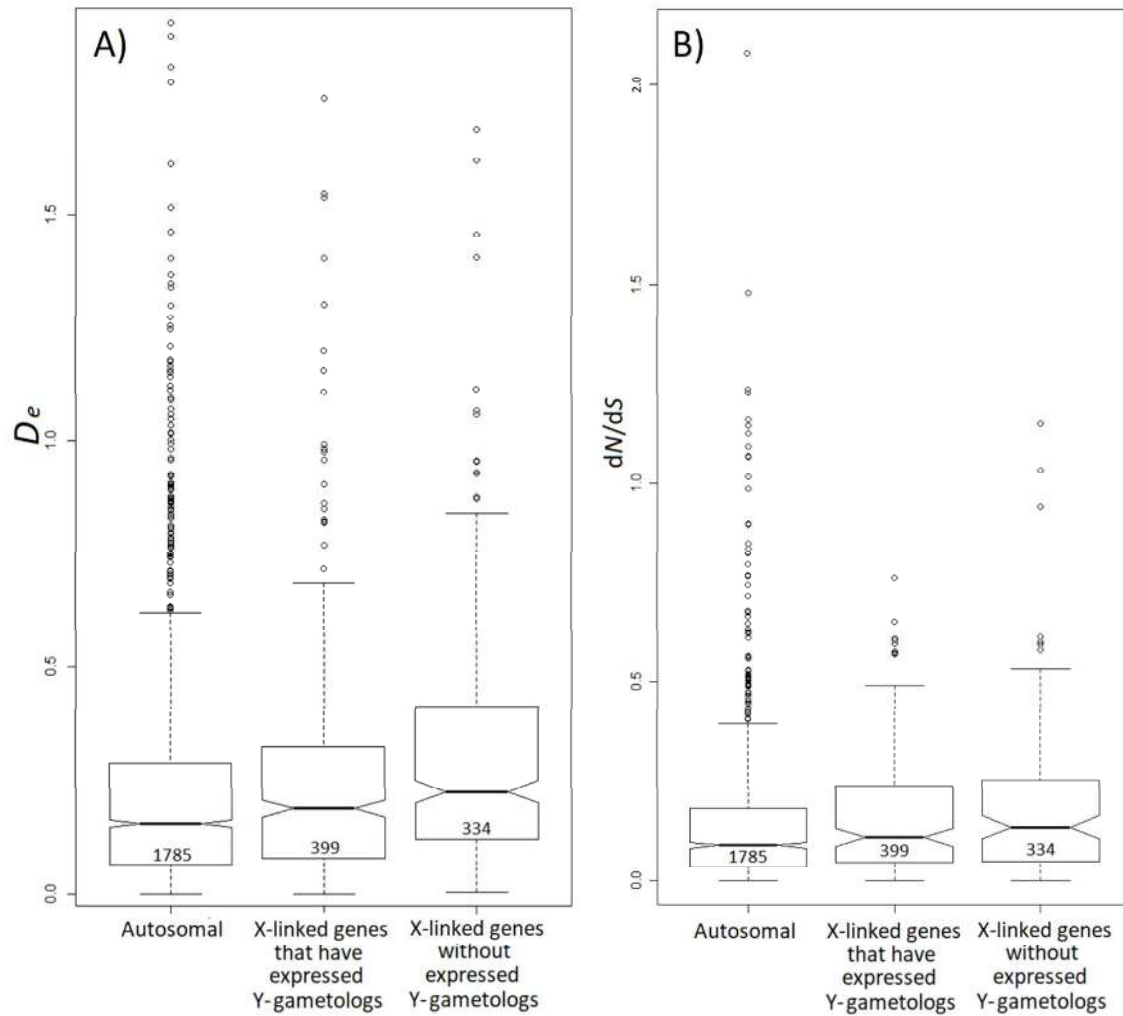 A)
De
1.5
1.0
0.5
0.0
1785
399
334
Autosomal
X-linked genes
that have
expressed
Y-gametologs
X-linked genes
without
expressed
Y-gametologs
B)
dN/dS
2.0
1.5
1.0
0.5
0.0
1785
399
334
Autosomal
X-linked genes
that have
expressed
Y-gametologs
X-linked genes
without
expressed
Y-gametologs